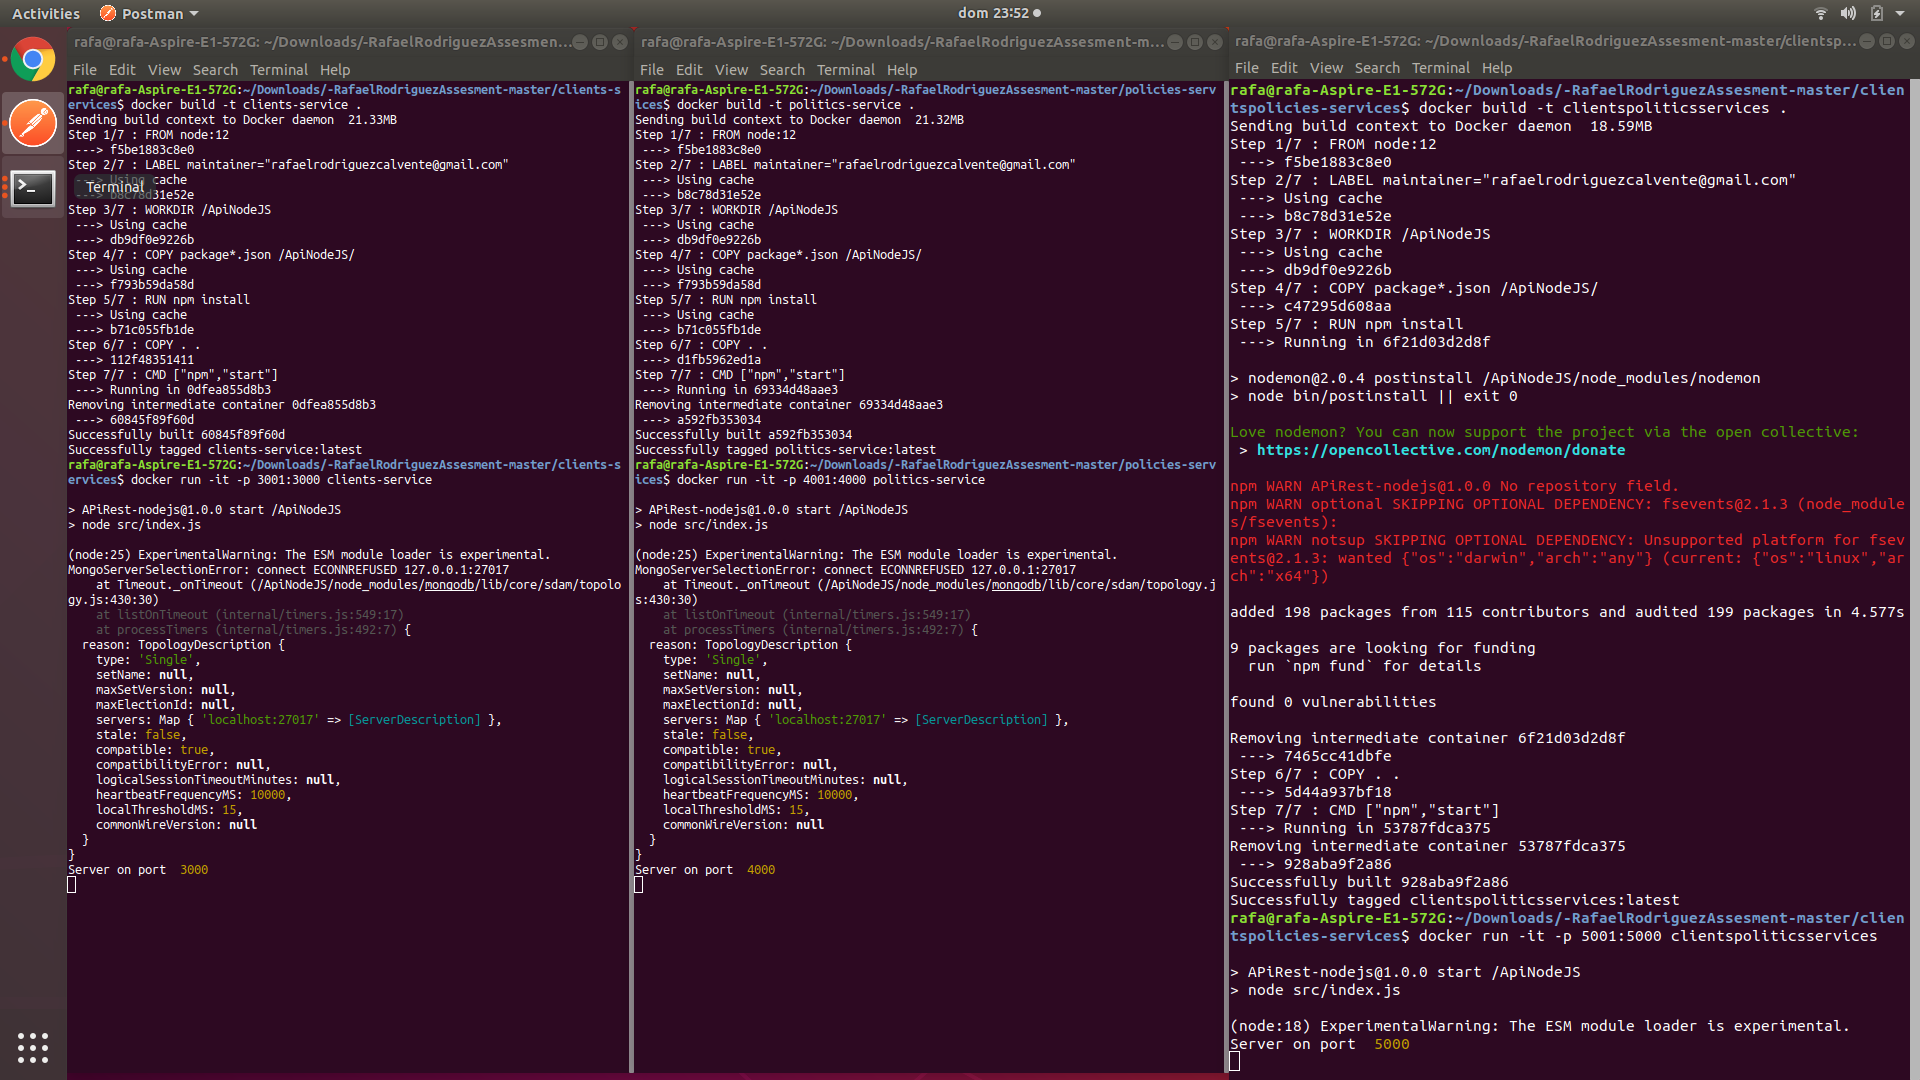 Activities
Postman
dom 23:52
rafa@rafa-Aspire-E1-572G: ~/Downloads/-RafaelRodriguezAssesmen...
File Edit View Search Terminal Help
rafa@rafa-Aspire-E1-572G:~/Downloads/-RafaelRodriguezAssesment-master/clients-s
ervices$ docker build -t clients-service .
Sending build context to Docker daemon  21.33MB
Step 1/7 : FROM node:12
 ---> f5be1883c8e0
Step 2/7 : LABEL maintainer="rafaelrodriguezcalvente@gmail.com"
 ---> Using cache
 ---> b8c78d31e52e
Terminal
Step 3/7 : WORKDIR /ApiNodeJS
 ---> Using cache
 ---> db9df0e9226b
Step 4/7 : COPY package*.json /ApiNodeJS/
 ---> Using cache
 ---> f793b59da58d
Step 5/7 : RUN npm install
 ---> Using cache
 ---> b71c055fb1de
Step 6/7 : COPY . .
 ---> 112f48351411
Step 7/7 : CMD ["npm","start"]
 ---> Running in 0dfea855d8b3
Removing intermediate container 0dfea855d8b3
 ---> 60845f89f60d
Successfully built 60845f89f60d
Successfully tagged clients-service:latest
rafa@rafa-Aspire-E1-572G:~/Downloads/-RafaelRodriguezAssesment-master/clients-s
ervices$ docker run -it -p 3001:3000 clients-service
> APiRest-nodejs@1.0.0 start /ApiNodeJS
> node src/index.js
(node:25) ExperimentalWarning: The ESM module loader is experimental.
MongoServerSelectionError: connect ECONNREFUSED 127.0.0.1:27017
    at Timeout._onTimeout (/ApiNodeJS/node_modules/mongodb/lib/core/sdam/topolo
gy.js:430:30)
    at listOnTimeout (internal/timers.js:549:17)
    at processTimers (internal/timers.js:492:7) {
  reason: TopologyDescription {
    type: 'Single',
    setName: null,
    maxSetVersion: null,
    maxElectionId: null,
    servers: Map { 'localhost:27017' => [ServerDescription] },
    stale: false,
    compatible: true,
    compatibilityError: null,
    logicalSessionTimeoutMinutes: null,
    heartbeatFrequencyMS: 10000,
    localThresholdMS: 15,
    commonWireVersion: null
  }
}
Server on port  3000
rafa@rafa-Aspire-E1-572G: ~/Downloads/-RafaelRodriguezAssesment-m...
File Edit View Search Terminal Help
rafa@rafa-Aspire-E1-572G:~/Downloads/-RafaelRodriguezAssesment-master/policies-serv
ices$ docker build -t politics-service .
Sending build context to Docker daemon  21.32MB
Step 1/7 : FROM node:12
 ---> f5be1883c8e0
Step 2/7 : LABEL maintainer="rafaelrodriguezcalvente@gmail.com"
 ---> Using cache
 ---> b8c78d31e52e
Step 3/7 : WORKDIR /ApiNodeJS
 ---> Using cache
 ---> db9df0e9226b
Step 4/7 : COPY package*.json /ApiNodeJS/
 ---> Using cache
 ---> f793b59da58d
Step 5/7 : RUN npm install
 ---> Using cache
 ---> b71c055fb1de
Step 6/7 : COPY . .
 ---> d1fb5962ed1a
Step 7/7 : CMD ["npm","start"]
 ---> Running in 69334d48aae3
Removing intermediate container 69334d48aae3
 ---> a592fb353034
Successfully built a592fb353034
Successfully tagged politics-service:latest
rafa@rafa-Aspire-E1-572G:~/Downloads/-RafaelRodriguezAssesment-master/policies-serv
ices$ docker run -it -p 4001:4000 politics-service
> APiRest-nodejs@1.0.0 start /ApiNodeJS
> node src/index.js
(node:25) ExperimentalWarning: The ESM module loader is experimental.
MongoServerSelectionError: connect ECONNREFUSED 127.0.0.1:27017
    at Timeout._onTimeout (/ApiNodeJS/node_modules/mongodb/lib/core/sdam/topology.j
s:430:30)
    at listOnTimeout (internal/timers.js:549:17)
    at processTimers (internal/timers.js:492:7) {
  reason: TopologyDescription {
    type: 'Single',
    setName: null,
    maxSetVersion: null,
    maxElectionId: null,
    servers: Map { 'localhost:27017' => [ServerDescription] },
    stale: false,
    compatible: true,
    compatibilityError: null,
    logicalSessionTimeoutMinutes: null,
    heartbeatFrequencyMS: 10000,
    localThresholdMS: 15,
    commonWireVersion: null
  }
}
Server on port  4000
rafa@rafa-Aspire-E1-572G: ~/Downloads/-RafaelRodriguezAssesment-master/clientsp...
File Edit View Search Terminal Help
rafa@rafa-Aspire-E1-572G:~/Downloads/-RafaelRodriguezAssesment-master/clien
tspolicies-services$ docker build -t clientspoliticsservices .
Sending build context to Docker daemon  18.59MB
Step 1/7 : FROM node:12
 ---> f5be1883c8e0
Step 2/7 : LABEL maintainer="rafaelrodriguezcalvente@gmail.com"
 ---> Using cache
 ---> b8c78d31e52e
Step 3/7 : WORKDIR /ApiNodeJS
 ---> Using cache
 ---> db9df0e9226b
Step 4/7 : COPY package*.json /ApiNodeJS/
 ---> c47295d608aa
Step 5/7 : RUN npm install
 ---> Running in 6f21d03d2d8f
> nodemon@2.0.4 postinstall /ApiNodeJS/node_modules/nodemon
> node bin/postinstall || exit 0
Love nodemon? You can now support the project via the open collective:
 > https://opencollective.com/nodemon/donate
npm WARN APiRest-nodejs@1.0.0 No repository field.
npm WARN optional SKIPPING OPTIONAL DEPENDENCY: fsevents@2.1.3 (node_module
s/fsevents):
npm WARN notsup SKIPPING OPTIONAL DEPENDENCY: Unsupported platform for fsev
ents@2.1.3: wanted {"os":"darwin","arch":"any"} (current: {"os":"linux","ar
ch":"x64"})
added 198 packages from 115 contributors and audited 199 packages in 4.577s
9 packages are looking for funding
  run `npm fund` for details
found 0 vulnerabilities
Removing intermediate container 6f21d03d2d8f
 ---> 7465cc41dbfe
Step 6/7 : COPY . .
 ---> 5d44a937bf18
Step 7/7 : CMD ["npm","start"]
 ---> Running in 53787fdca375
Removing intermediate container 53787fdca375
 ---> 928aba9f2a86
Successfully built 928aba9f2a86
Successfully tagged clientspoliticsservices:latest
rafa@rafa-Aspire-E1-572G:~/Downloads/-RafaelRodriguezAssesment-master/clien
tspolicies-services$ docker run -it -p 5001:5000 clientspoliticsservices
> APiRest-nodejs@1.0.0 start /ApiNodeJS
> node src/index.js
(node:18) ExperimentalWarning: The ESM module loader is experimental.
Server on port  5000